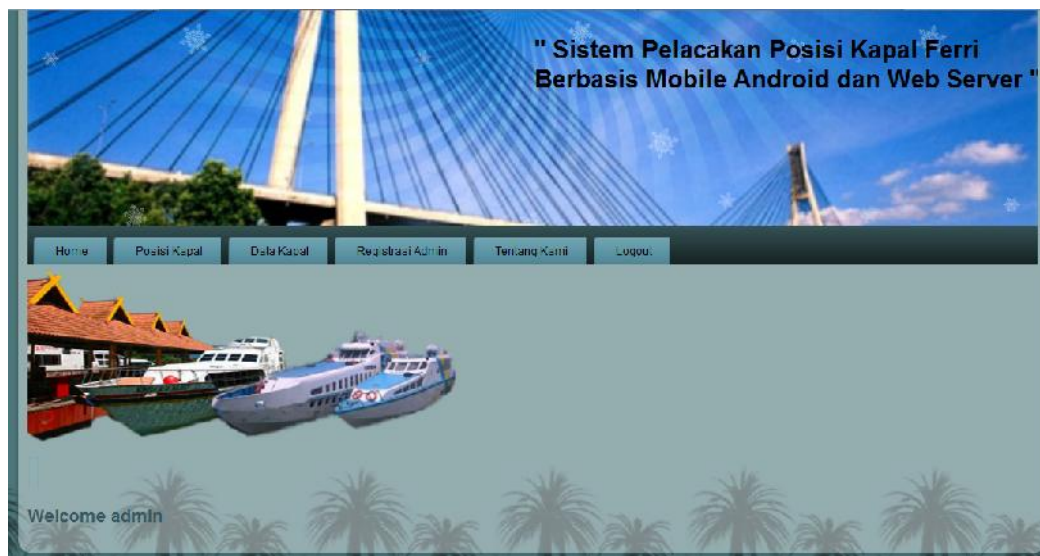 " Sistem Pelacakan Posisi Kapal Ferri
Berbasis Mobile Android dan Web Server "
Home Posisi Kapal Data Kapal Registrasi Admin Tentang Kami Logout
Welcome admin